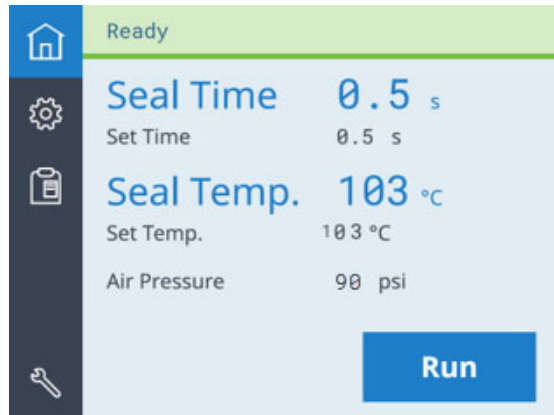 Ready
Seal Time 0.5 s
Set Time 0.5 s
Seal Temp. 103 °C
Set Temp. 103 °C
Air Pressure 90 psi
Run